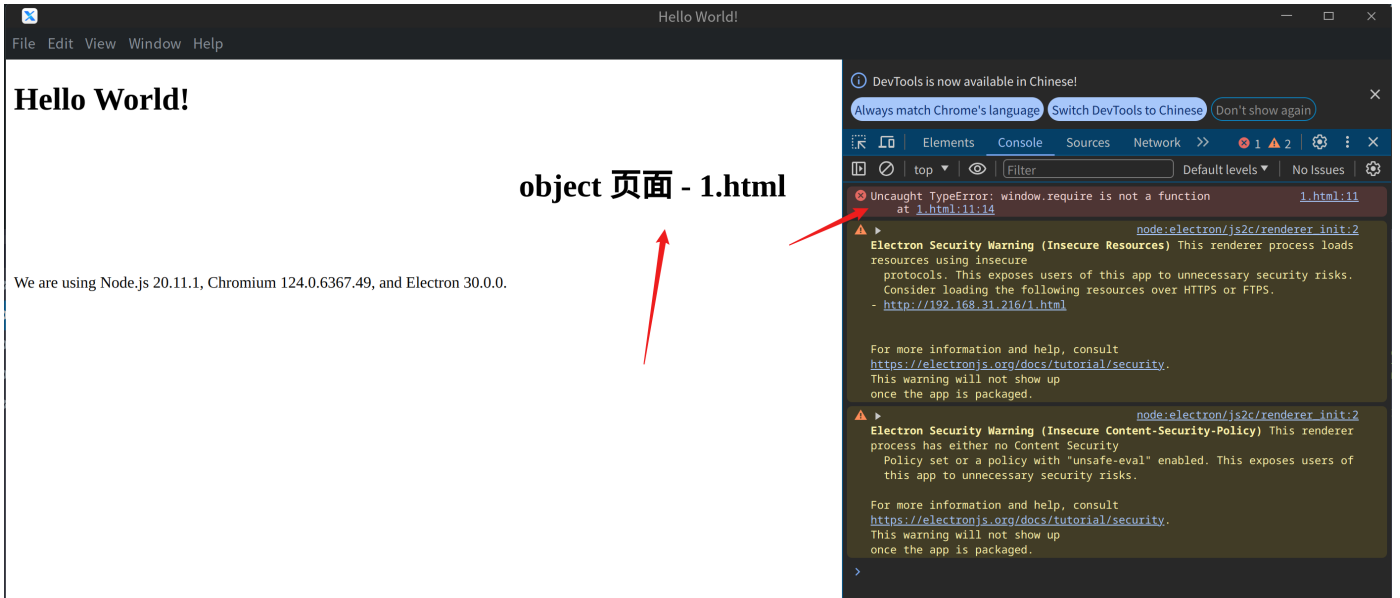 Hello World!
File Edit View Window Help
Hello World!
object 页面 - 1.html
We are using Node.js 20.11.1, Chromium 124.0.6367.49, and Electron 30.0.0.
DevTools is now available in Chinese!
Always match Chrome's language Switch DevTools to Chinese Don't show again
Elements Console Sources Network 1 2
top Filter Default levels No Issues
Uncaught TypeError: window.require is not a function 1.html:11
at 1.html:11:14
node:electron/js2c/renderer_init:2
Electron Security Warning (Insecure Resources) This renderer process loads
resources using insecure
protocols. This exposes users of this app to unnecessary security risks.
Consider loading the following resources over HTTPS or FTPS.
- http://192.168.31.216/1.html
For more information and help, consult
https://electronjs.org/docs/tutorial/security.
This warning will not show up
once the app is packaged.
node:electron/js2c/renderer_init:2
Electron Security Warning (Insecure Content-Security-Policy) This renderer
process has either no Content Security
Policy set or a policy with "unsafe-eval" enabled. This exposes users of
this app to unnecessary security risks.
For more information and help, consult
https://electronjs.org/docs/tutorial/security.
This warning will not show up
once the app is packaged.